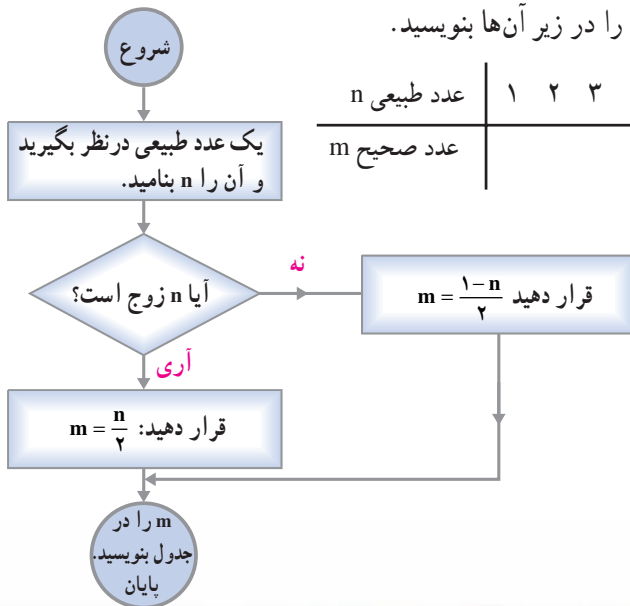 را در زیر آن‌ها بنویسید.
عدد طبیعی n ۱ ۲ ۳
عدد صحیح m
شروع
یک عدد طبیعی درنظر بگیرید
و آن را n بنامید.
آیا n زوج است؟
نه
قرار دهید m = (۱ − n)/۲
آری
قرار دهید: m = n/۲
m را در
جدول بنویسید.
پایان